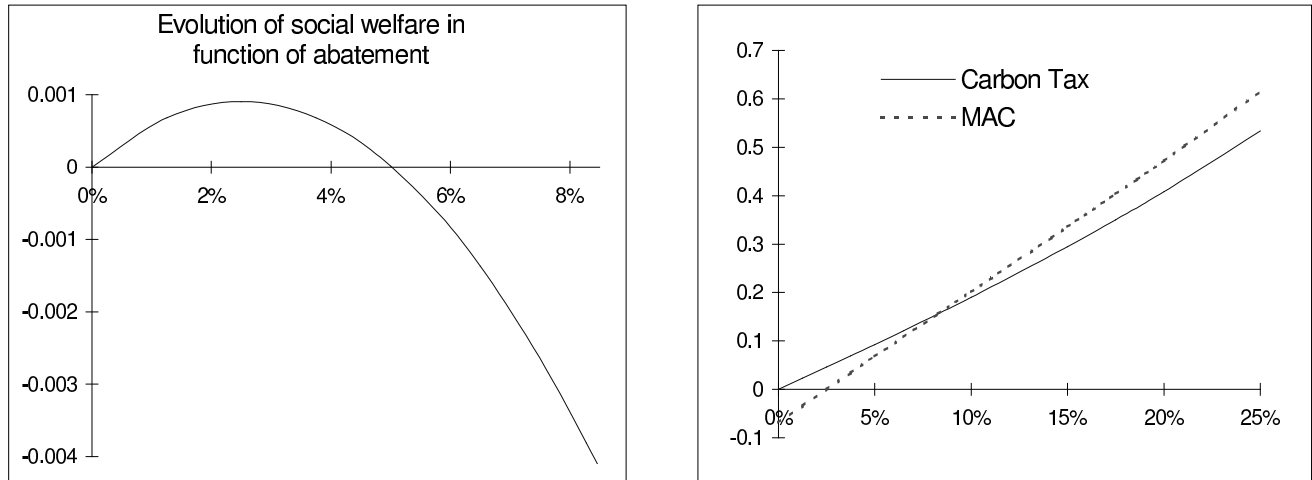 Evolution of social welfare in
function of abatement
0.001
0
0% 2% 4% 6% 8%
-0.001
-0.002
-0.003
-0.004
0.7
Carbon Tax
0.6
MAC
0.5
0.4
0.3
0.2
0.1
0
0% 5% 10% 15% 20% 25%
-0.1